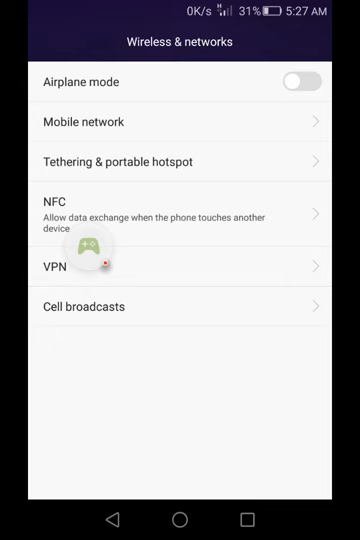 0K/s H 31% 5:27 AM
Wireless & networks
Airplane mode
Mobile network
Tethering & portable hotspot
NFC
Allow data exchange when the phone touches another
device
VPN
Cell broadcasts